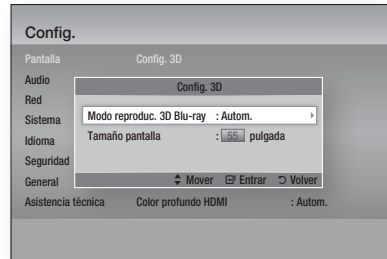 Config.
Pantalla Config. 3D
Audio
Config. 3D
Red
Sistema Modo reproduc. 3D Blu-ray : Autom.
Idioma Tamaño pantalla : 55 pulgada
Seguridad
General Mover Entrar Volver
Asistencia técnica Color profundo HDMI : Autom.